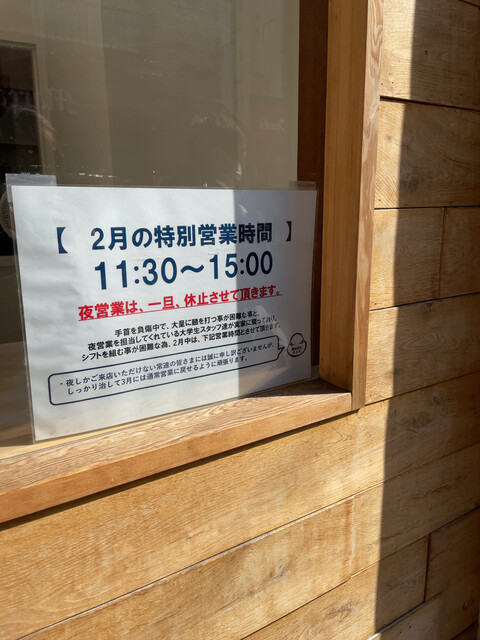 【 2月の特別営業時間 】
11:30～15:00
夜営業は、一旦、休止させて頂きます。
手首を負傷中で、大量に麺を打つ事が困難な事と、
夜営業を担当してくれている大学生スタッフ達が実家に戻っており、
シフトを組む事が困難な為、2月中は、下記営業時間とさせて頂きます。
・夜しかご来店いただけない常連の皆さまには誠に申し訳ございませんが、
しっかり治して3月には通常営業に戻せるように頑張ります。